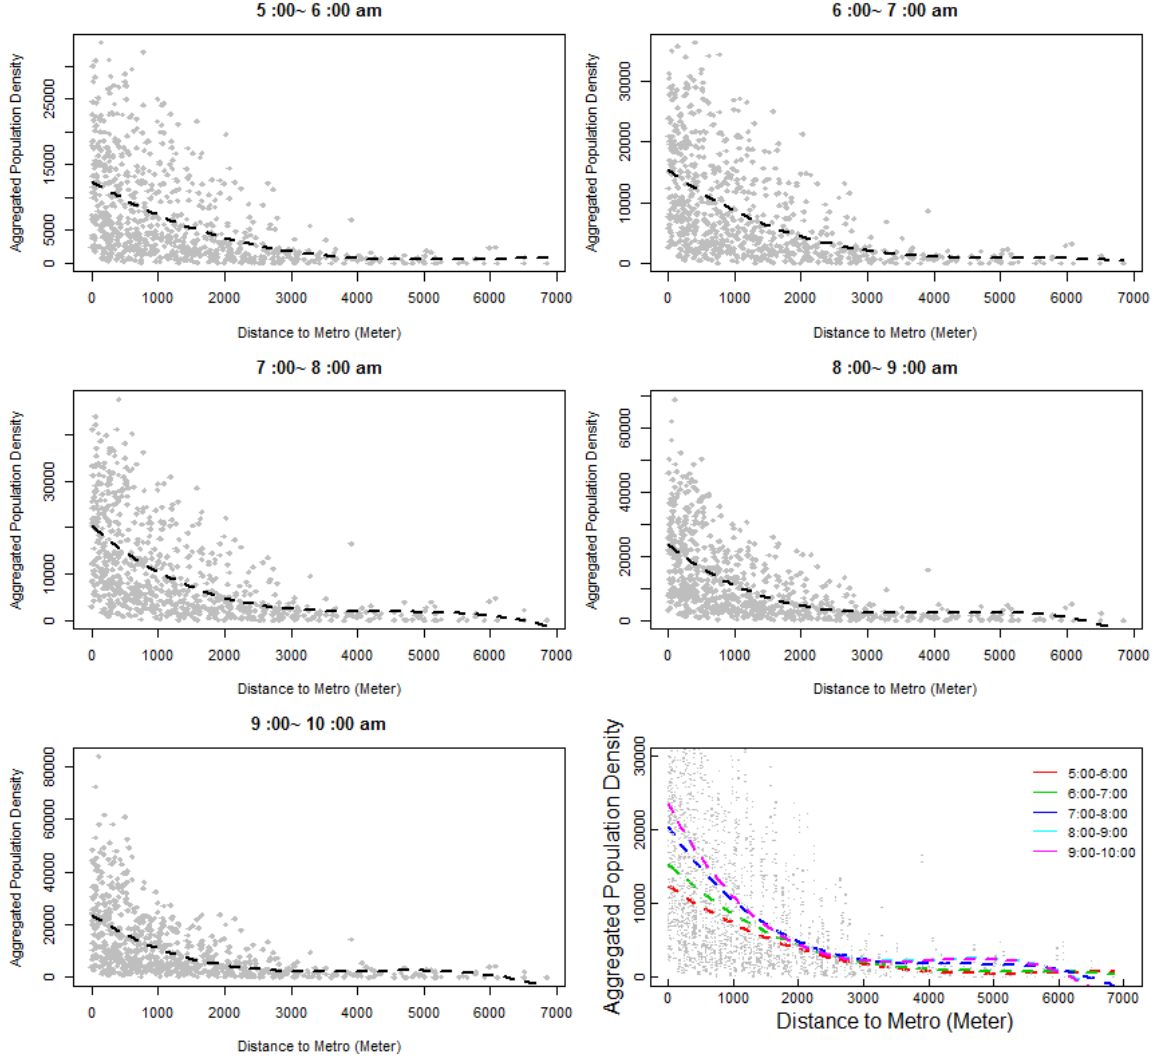 5 :00~ 6 :00 am
Aggregated Population Density
5000
15000
25000
0
0 1000 2000 3000 4000 5000 6000 7000
Distance to Metro (Meter)
6 :00~ 7 :00 am
Aggregated Population Density
0 10000 20000 30000
0 1000 2000 3000 4000 5000 6000 7000
Distance to Metro (Meter)
7 :00~ 8 :00 am
Aggregated Population Density
0 10000 30000
0 1000 2000 3000 4000 5000 6000 7000
Distance to Metro (Meter)
8 :00~ 9 :00 am
Aggregated Population Density
0 20000 40000 60000
0 1000 2000 3000 4000 5000 6000 7000
Distance to Metro (Meter)
9 :00~ 10 :00 am
Aggregated Population Density
0 20000 40000 60000 80000
0 1000 2000 3000 4000 5000 6000 7000
Distance to Metro (Meter)
Aggregated Population Density
0 10000 20000 30000
5:00-6:00
6:00-7:00
7:00-8:00
8:00-9:00
9:00-10:00
0 1000 2000 3000 4000 5000 6000 7000
Distance to Metro (Meter)